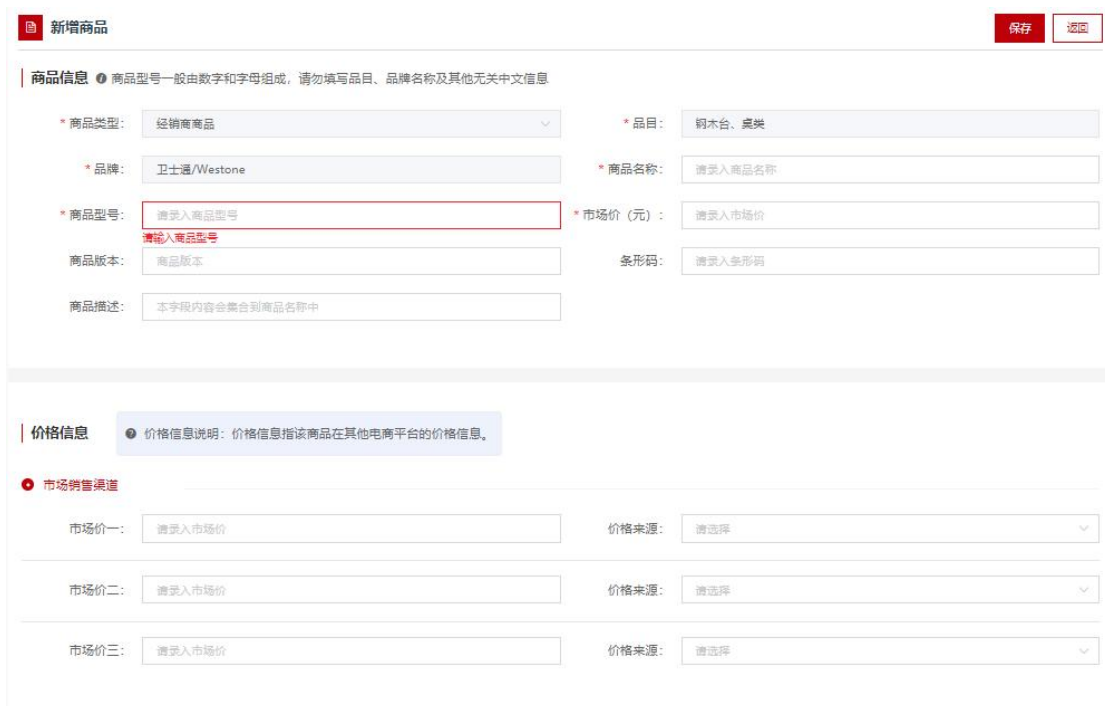 新增商品 保存 返回
商品信息 商品型号一般由数字和字母组成，请勿填写品目、品牌名称及其他无关中文信息
* 商品类型： 经销商商品 * 品目： 钢木台、桌类
* 品牌： 卫士通/Westone * 商品名称： 请录入商品名称
* 商品型号： 请录入商品型号 * 市场价（元）： 请录入市场价
请输入商品型号
商品版本： 商品版本 条形码： 请录入条形码
商品描述： 本字段内容会集合到商品名称中
价格信息 价格信息说明：价格信息指该商品在其他电商平台的价格信息。
市场销售渠道
市场价一： 请录入市场价 价格来源： 请选择
市场价二： 请录入市场价 价格来源： 请选择
市场价三： 请录入市场价 价格来源： 请选择